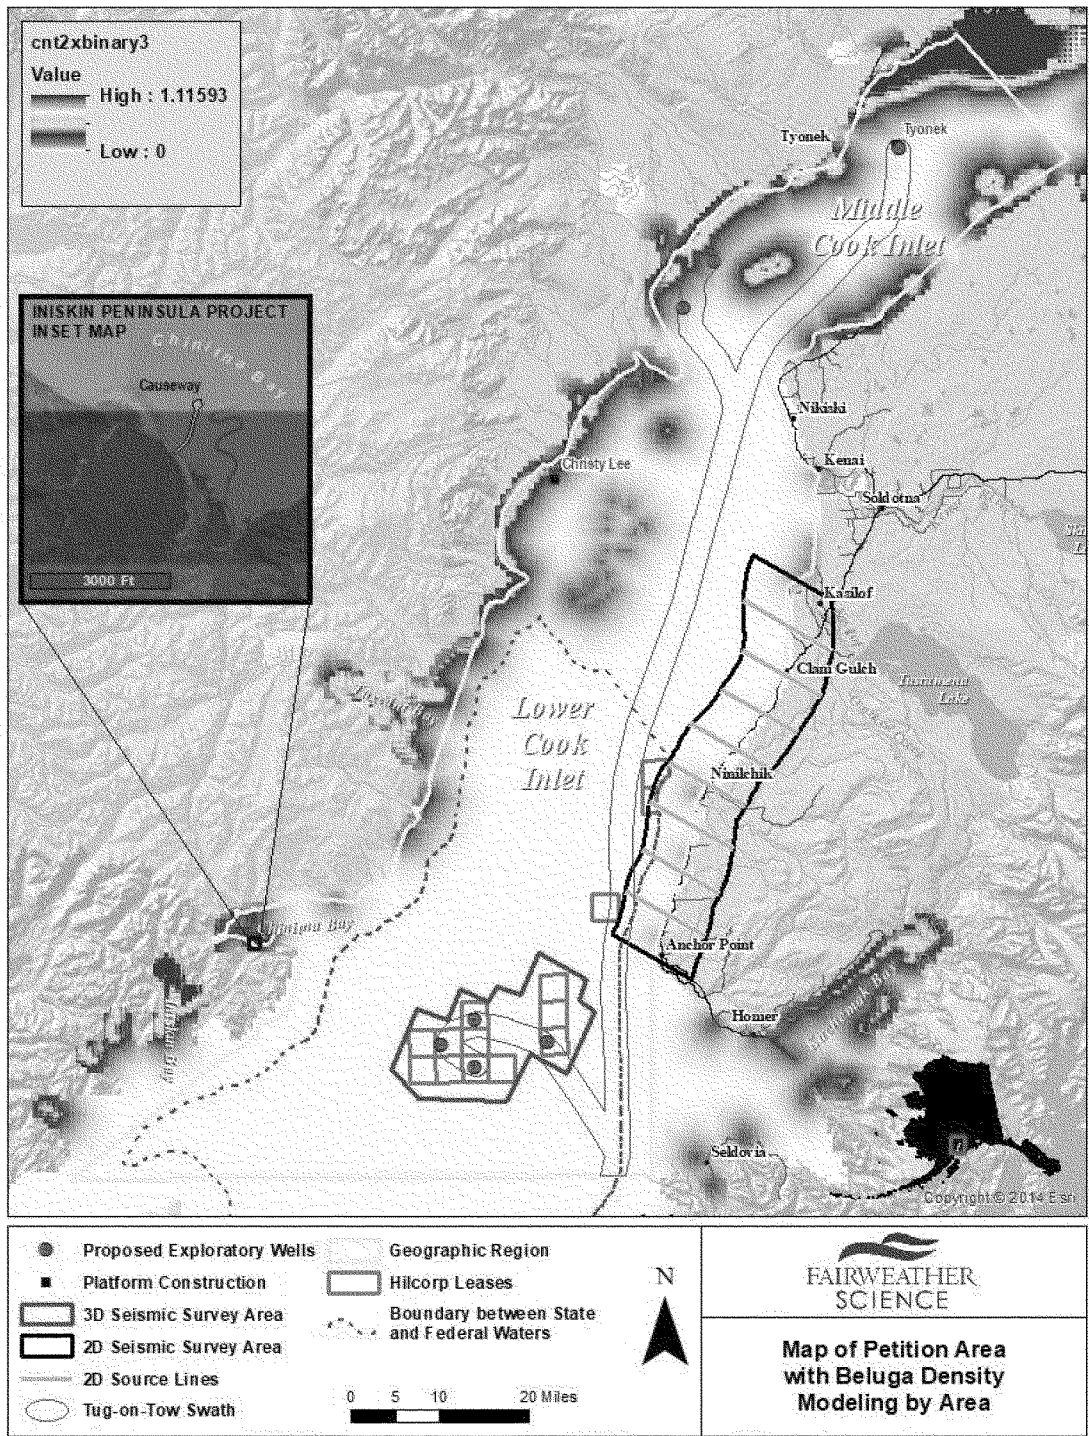 cnt2xbinary3
Value
High : 1.11593
Low : 0
Tyonek
Tyonek
Middle
Cook Inlet
INISKIN PENINSULA PROJECT
INSET MAP
Chinitna Bay
Causeway
3000 Ft
Nikiski
Kenai
Soldotna
Christy Lee
Kasilof
Clam Gulch
Tustumena
Lake
Lower
Cook
Inlet
Ninilchik
Anchor Point
Homer
Seldovia
Copyright © 2014 Esri
Proposed Exploratory Wells
Platform Construction
3D Seismic Survey Area
2D Seismic Survey Area
2D Source Lines
Tug-on-Tow Swath
Geographic Region
Hilcorp Leases
Boundary between State
and Federal Waters
0 5 10 20 Miles
N
FAIRWEATHER
SCIENCE
Map of Petition Area
with Beluga Density
Modeling by Area